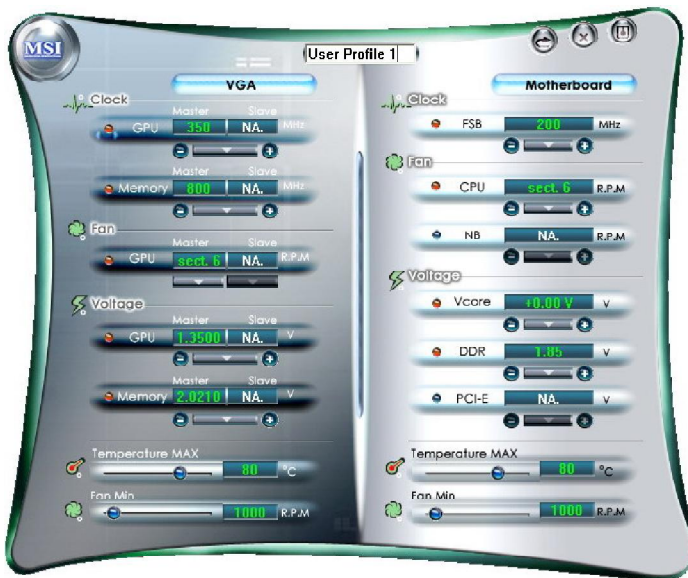 MSI
User Profile 1
VGA
Clock
Master Slave
GPU 350 NA. MHz
Memory 800 NA. MHz
Fan
Master Slave
GPU sect. 6 NA. R.P.M
Voltage
Master Slave
GPU 1.3500 NA. V
Master Slave
Memory 2.0210 NA. V
Temperature MAX
80 °C
Fan Min
1000 R.P.M
Motherboard
Clock
FSB 200 MHz
Fan
CPU sect. 6 R.P.M
NB NA. R.P.M
Voltage
Vcore +0.00 V V
DDR 1.85 V
PCI-E NA. V
Temperature MAX
80 °C
Fan Min
1000 R.P.M